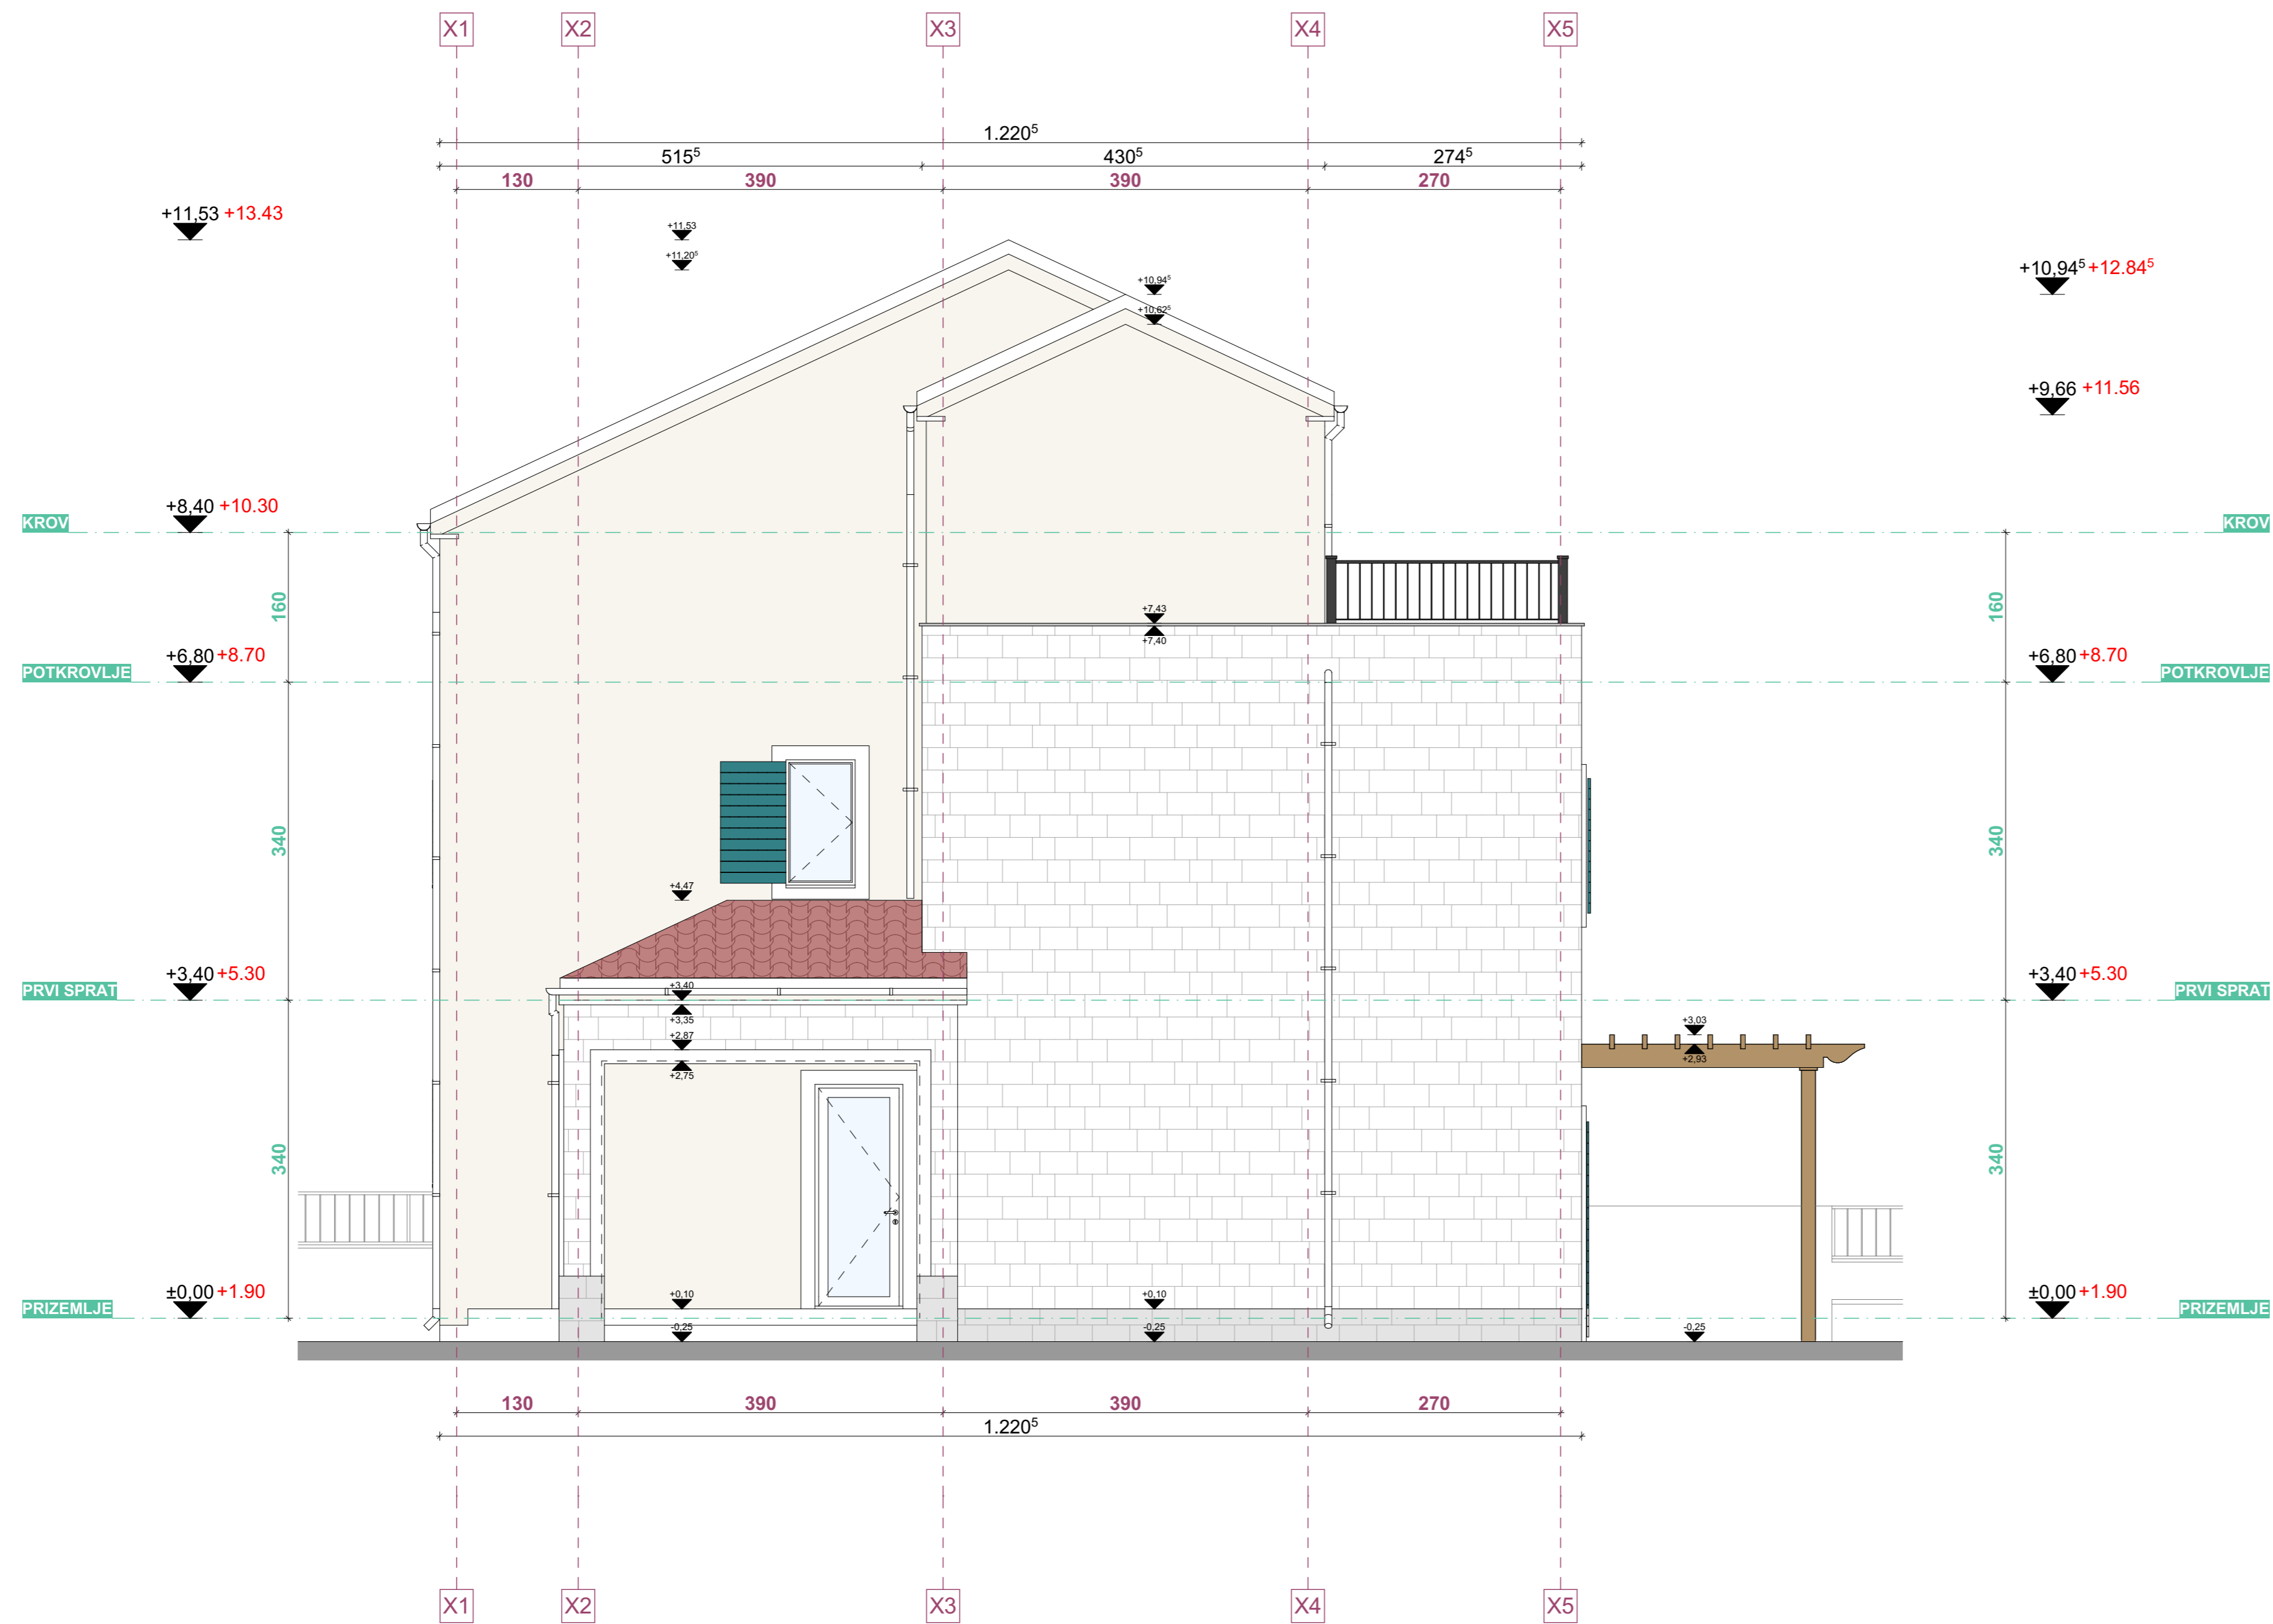 X1 X2 X3 X4 X5
1.220⁵
515⁵ 430⁵ 274⁵
130 390 390 270
+11,53 +13.43
+11,53
+11,20⁵
+10,94⁵ +12.84⁵
+10,94⁵
+10,62⁵
+9,66 +11.56
KROV +8,40 +10.30 KROV
160 160
+7,43
+7,40
POTKROVLJE +6,80 +8.70 +6,80 +8.70 POTKROVLJE
340 340
+4,47
PRVI SPRAT +3,40 +5.30 +3,40 +3,40 +5.30 PRVI SPRAT
+3,35
+3,03
+2,87
+2,93
+2,75
340 340
PRIZEMLJE ±0,00 +1.90 +0,10 +0,10 ±0,00 +1.90 PRIZEMLJE
-0,25 -0,25 -0,25
130 390 390 270
1.220⁵
X1 X2 X3 X4 X5